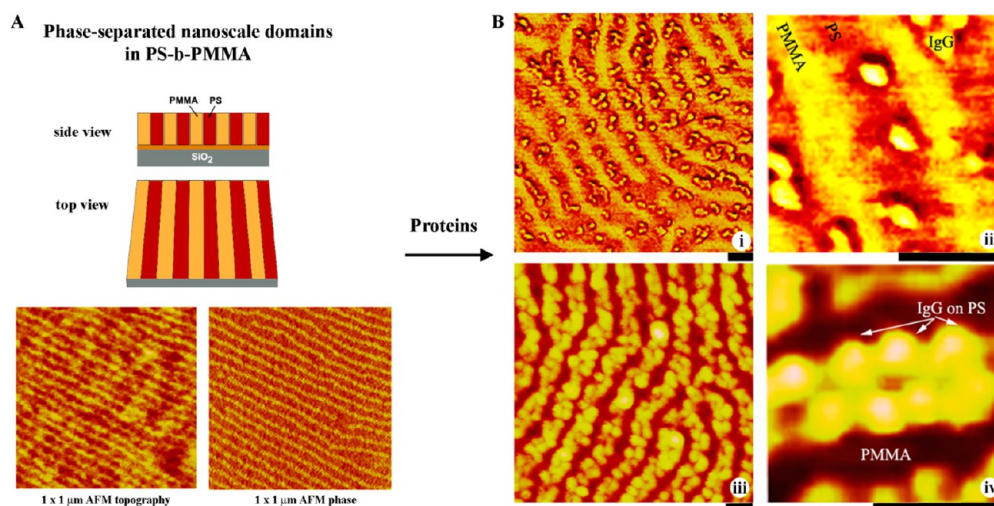 A
Phase-separated nanoscale domains
in PS-b-PMMA
PMMA PS
side view
SiO2
top view
1 x 1 μm AFM topography
1 x 1 μm AFM phase
Proteins
B
i
PMMA
PS
IgG
ii
iii
IgG on PS
PMMA
iv